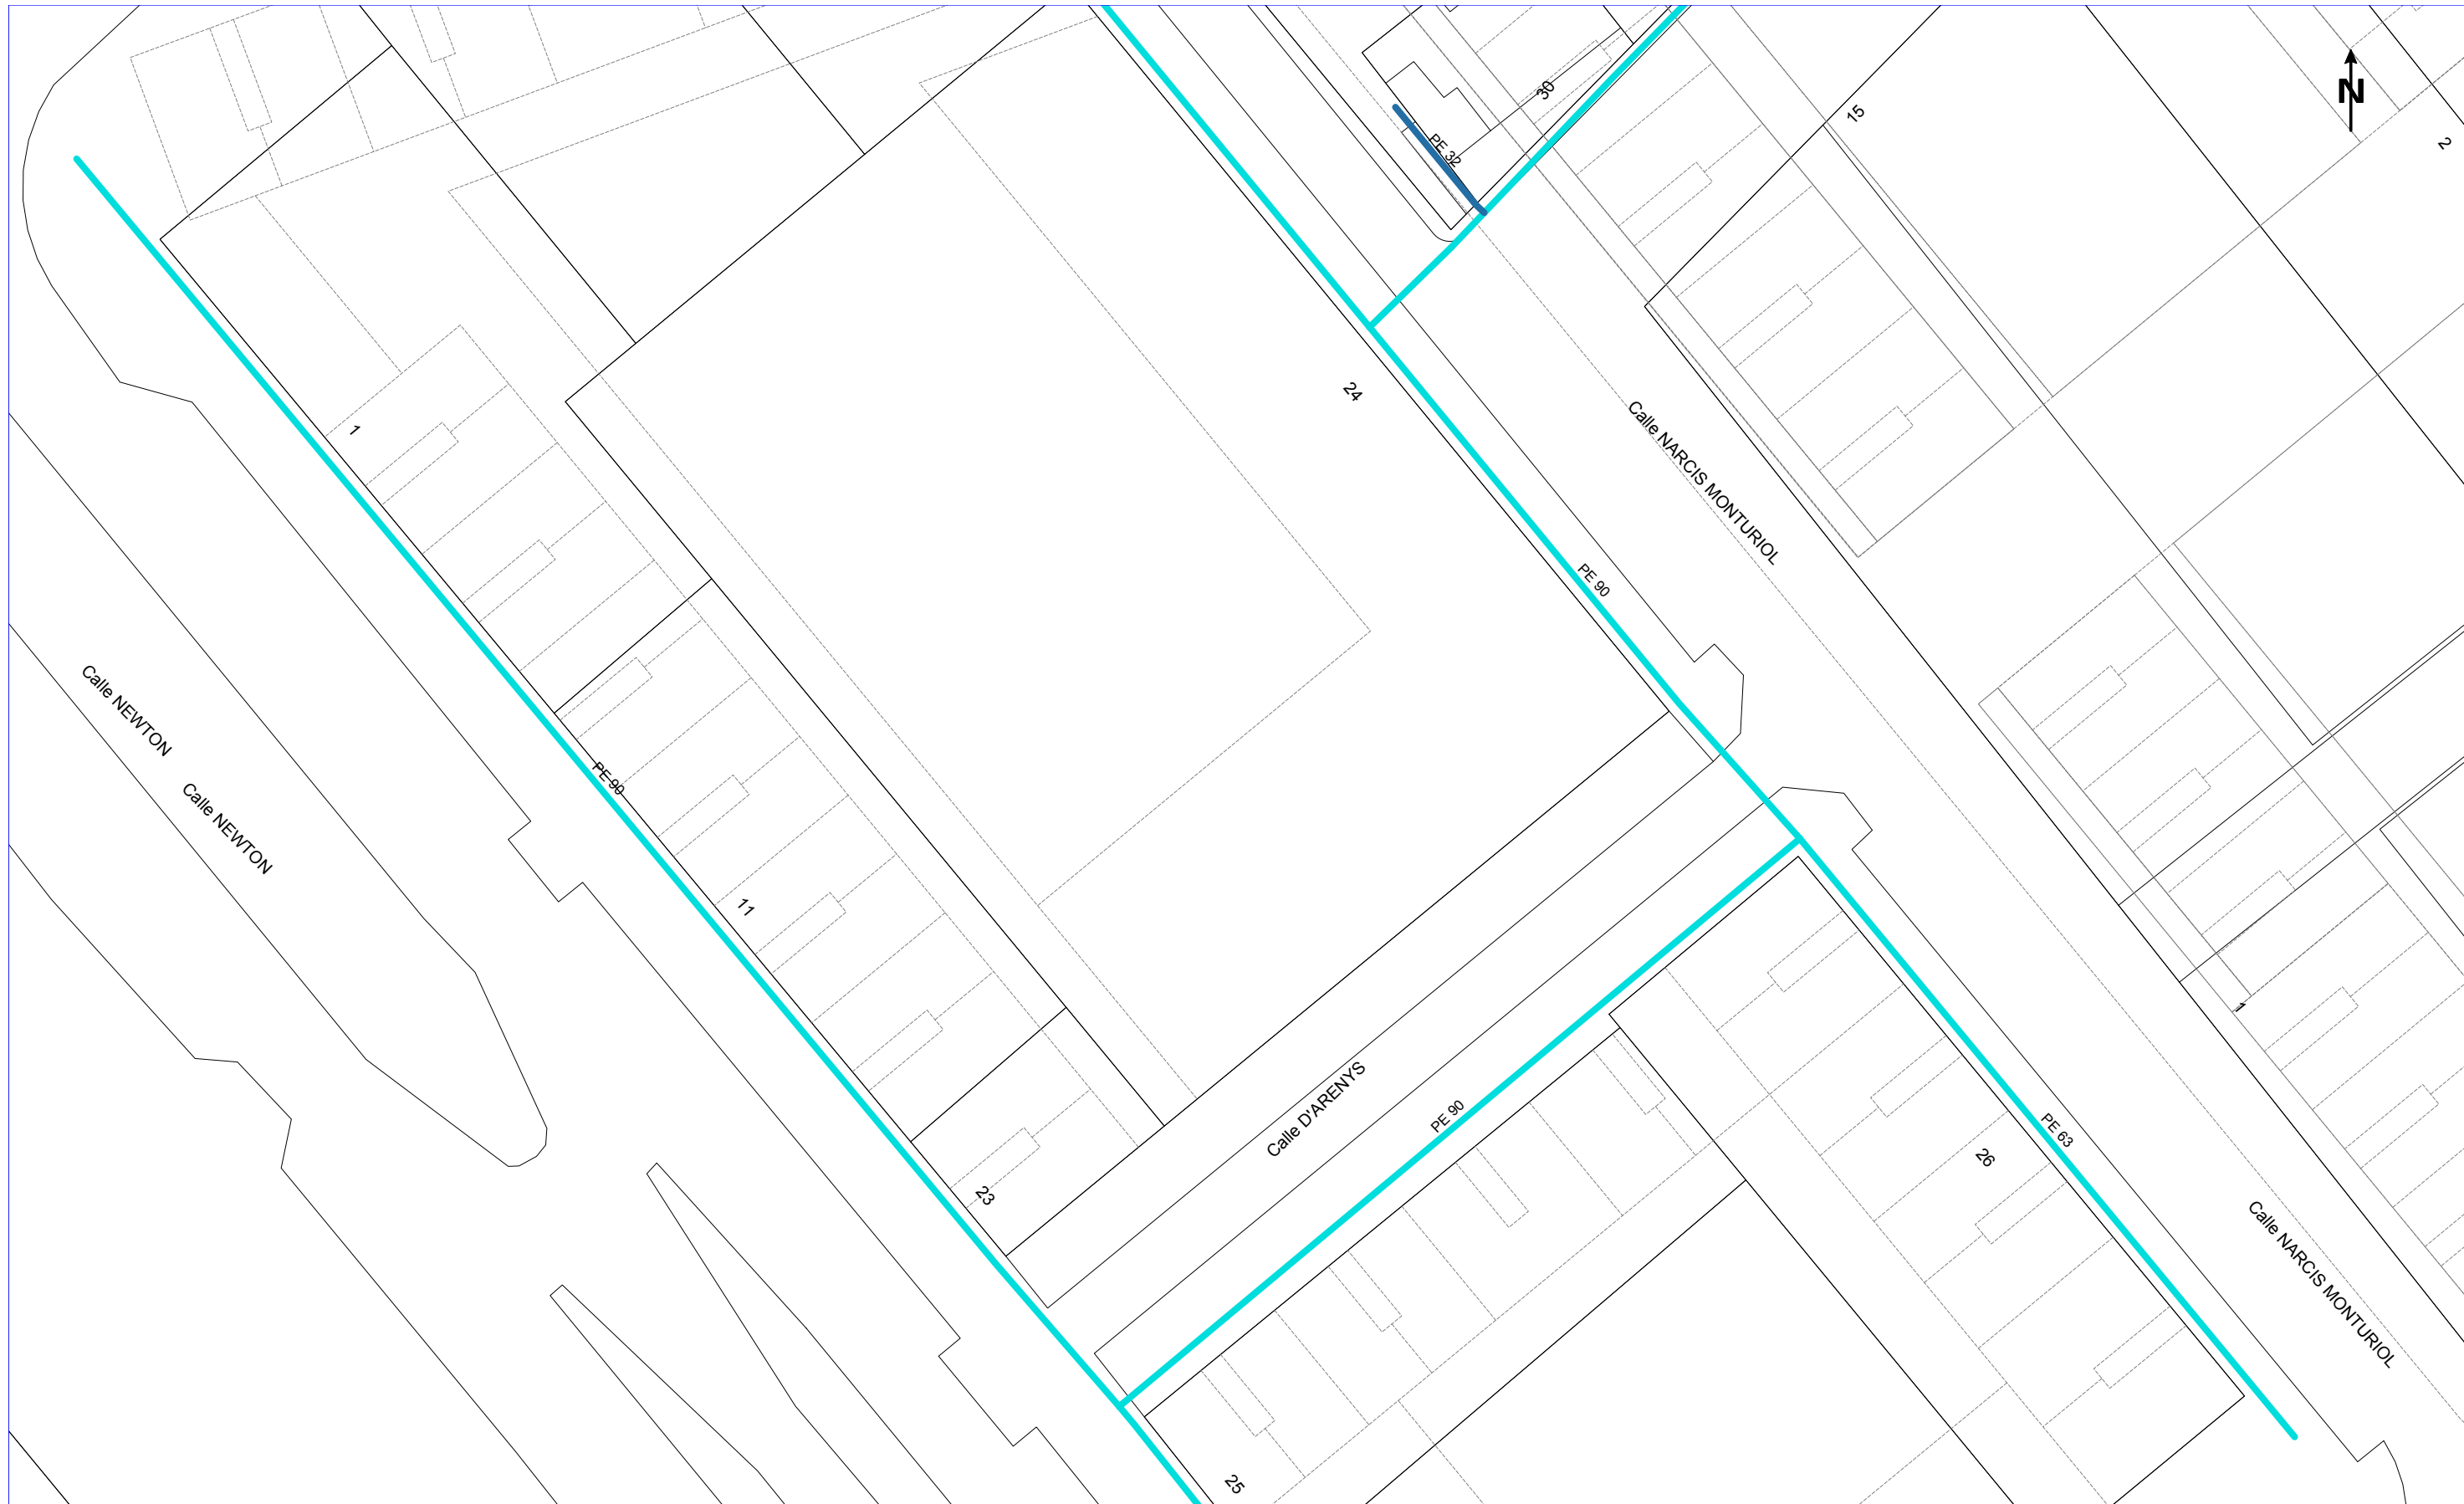 30
15
N
2
PE 32
24
Calle NARCIS MONTURIOL
1
PE 90
Calle NEWTON
PE 90
Calle NEWTON
11
1
Calle D'ARENYS
PE 90
PE 63
26
23
Calle NARCIS MONTURIOL
25